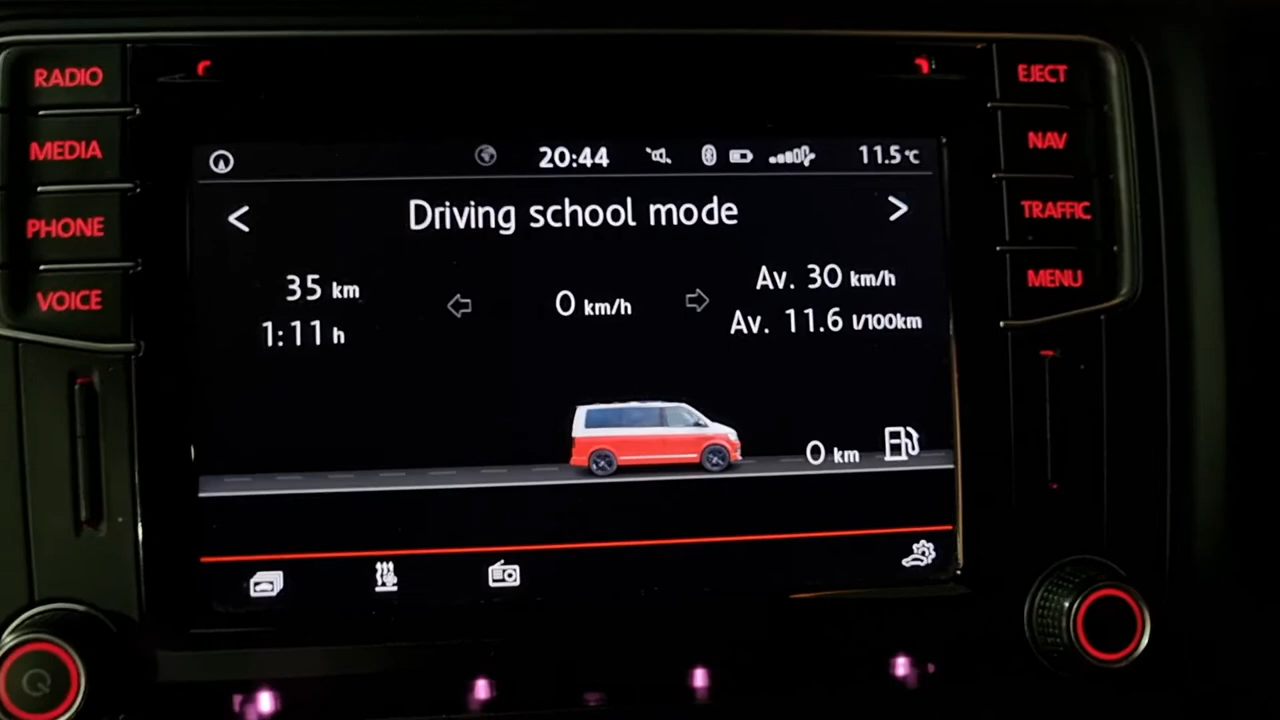 RADIO
MEDIA
PHONE
VOICE
20:44
11.5°C
< Driving school mode >
35 km
1:11 h
0 km/h
Av. 30 km/h
Av. 11.6 l/100km
0 km
EJECT
NAV
TRAFFIC
MENU